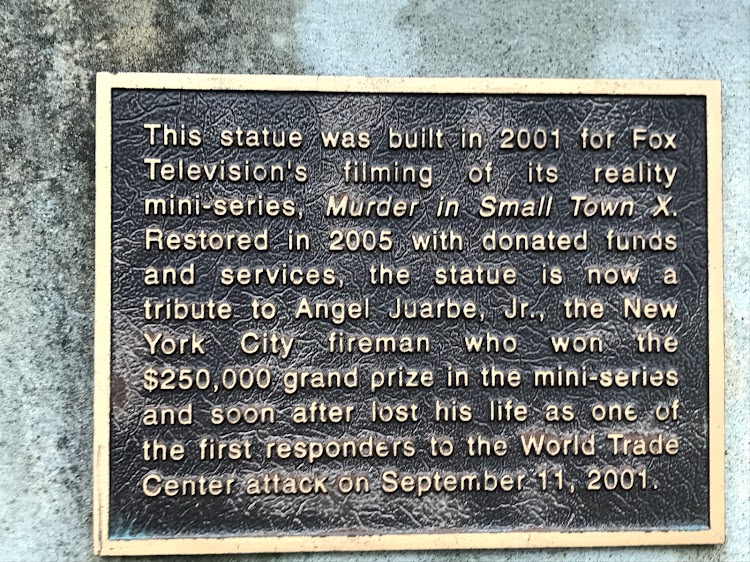 This statue was built in 2001 for Fox
Television's filming of its reality
mini-series, Murder in Small Town X.
Restored in 2005 with donated funds
and services, the statue is now a
tribute to Angel Juarbe, Jr., the New
York City fireman who won the
$250,000 grand prize in the mini-series
and soon after lost his life as one of
the first responders to the World Trade
Center attack on September 11, 2001.